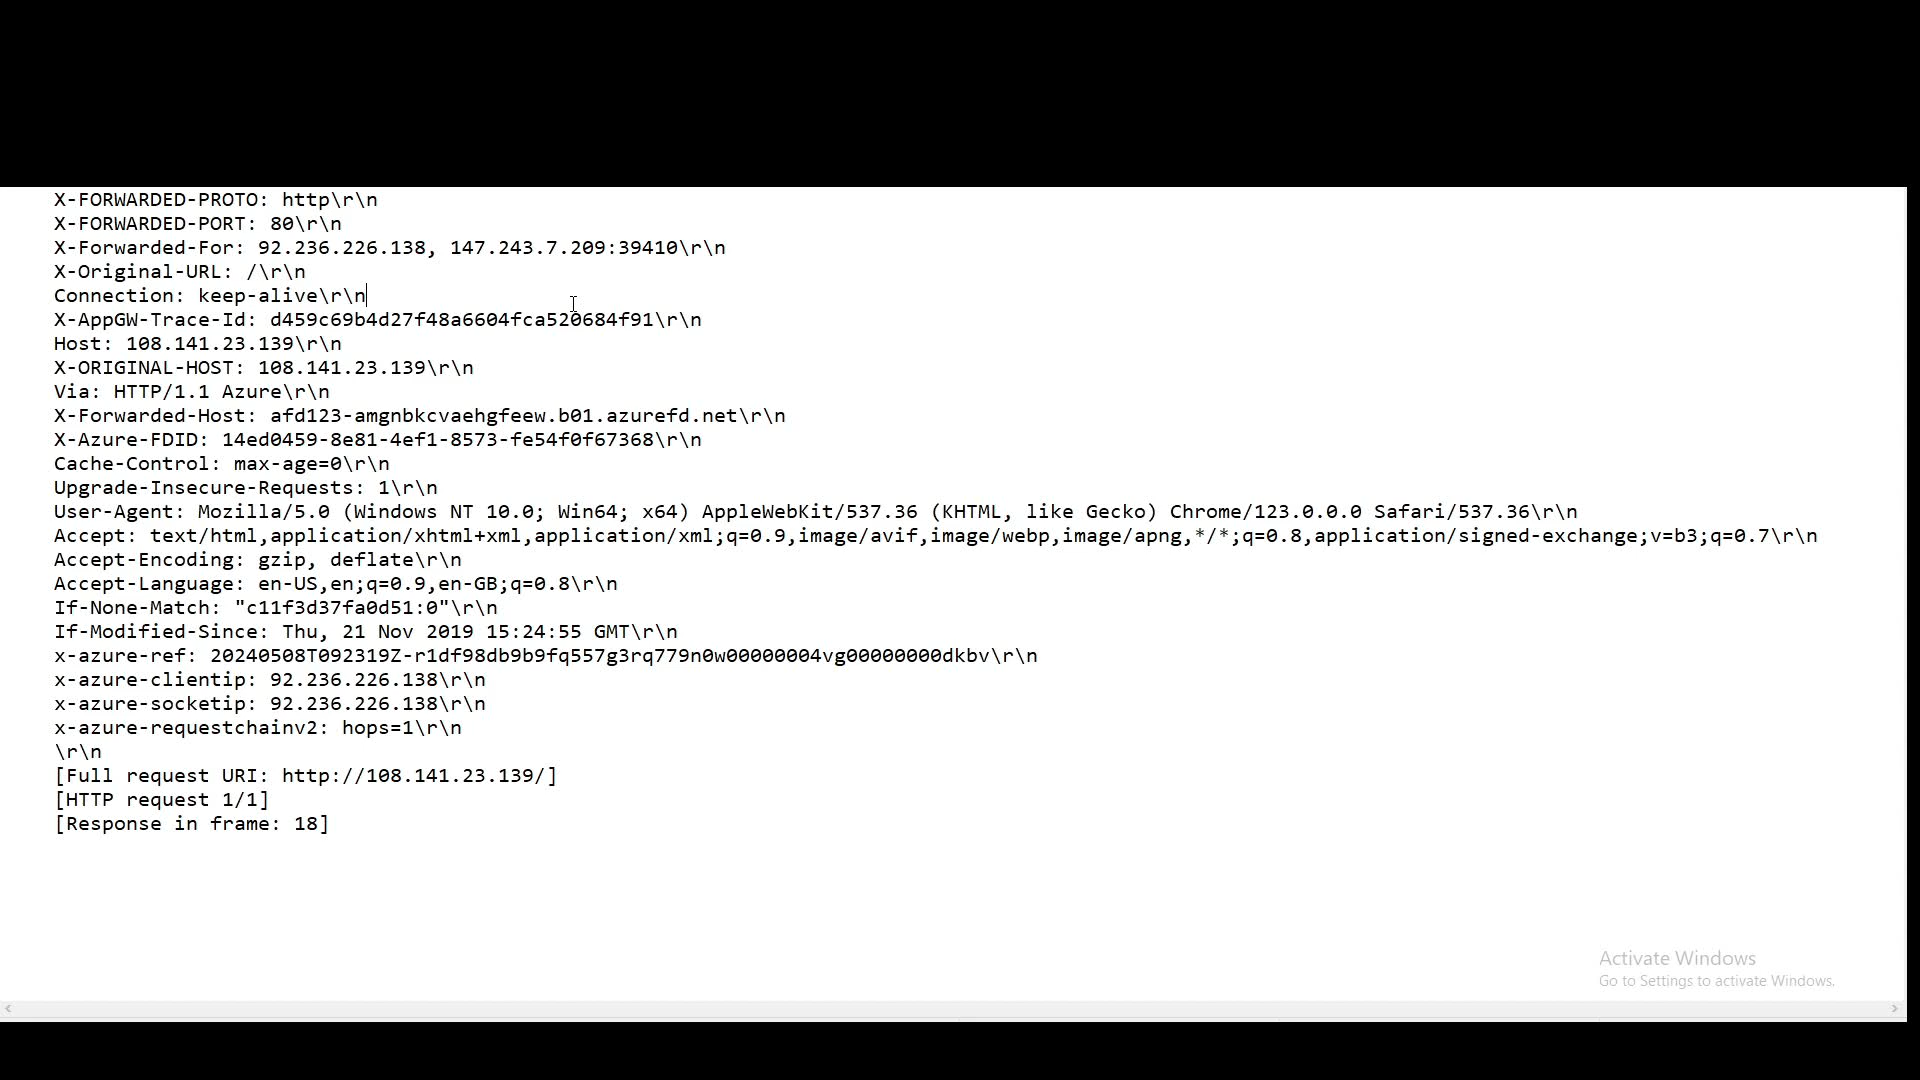 X-FORWARDED-PROTO: http\r\n
X-FORWARDED-PORT: 80\r\n
X-Forwarded-For: 92.236.226.138, 147.243.7.209:39410\r\n
X-Original-URL: /\r\n
Connection: keep-alive\r\n
X-AppGW-Trace-Id: d459c69b4d27f48a6604fca520684f91\r\n
Host: 108.141.23.139\r\n
X-ORIGINAL-HOST: 108.141.23.139\r\n
Via: HTTP/1.1 Azure\r\n
X-Forwarded-Host: afd123-amgnbkcvaehgfeew.b01.azurefd.net\r\n
X-Azure-FDID: 14ed0459-8e81-4ef1-8573-fe54f0f67368\r\n
Cache-Control: max-age=0\r\n
Upgrade-Insecure-Requests: 1\r\n
User-Agent: Mozilla/5.0 (Windows NT 10.0; Win64; x64) AppleWebKit/537.36 (KHTML, like Gecko) Chrome/123.0.0.0 Safari/537.36\r\n
Accept: text/html,application/xhtml+xml,application/xml;q=0.9,image/avif,image/webp,image/apng,*/*;q=0.8,application/signed-exchange;v=b3;q=0.7\r\n
Accept-Encoding: gzip, deflate\r\n
Accept-Language: en-US,en;q=0.9,en-GB;q=0.8\r\n
If-None-Match: "c11f3d37fa0d51:0"\r\n
If-Modified-Since: Thu, 21 Nov 2019 15:24:55 GMT\r\n
x-azure-ref: 20240508T092319Z-r1df98db9b9fq557g3rq779n0w00000004vg00000000dkbv\r\n
x-azure-clientip: 92.236.226.138\r\n
x-azure-socketip: 92.236.226.138\r\n
x-azure-requestchainv2: hops=1\r\n
\r\n
[Full request URI: http://108.141.23.139/]
[HTTP request 1/1]
[Response in frame: 18]
Activate Windows
Go to Settings to activate Windows.